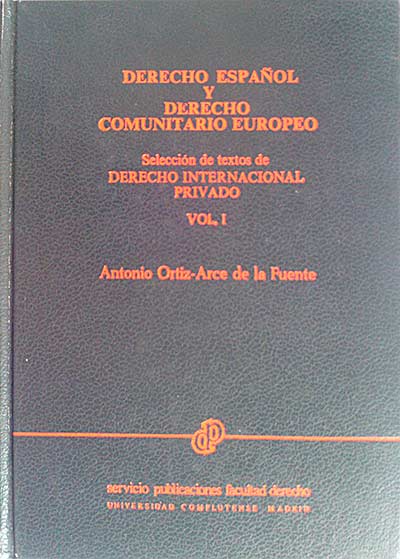 DERECHO ESPAÑOL
Y
DERECHO
COMUNITARIO EUROPEO
Selección de textos de
DERECHO INTERNACIONAL
PRIVADO
VOL. I
Antonio Ortiz-Arce de la Fuente
dp
servicio publicaciones facultad derecho
UNIVERSIDAD COMPLUTENSE MADRID